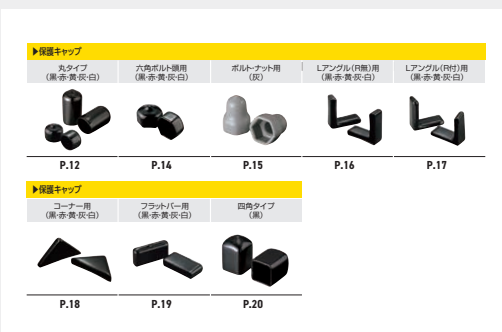 ▶保護キャップ
丸タイプ
(黒·赤·黄·灰·白)
六角ボルト頭用
(黒·赤·黄·灰·白)
ボルト·ナット用
(灰)
Lアングル(R無)用
(黒·赤·黄·灰·白)
Lアングル(R付)用
(黒·赤·黄·灰·白)
P.12
P.14
P.15
P.16
P.17
▶保護キャップ
コーナー用
(黒·赤·黄·灰·白)
フラットバー用
(黒·赤·黄·灰·白)
四角タイプ
(黒)
P.18
P.19
P.20